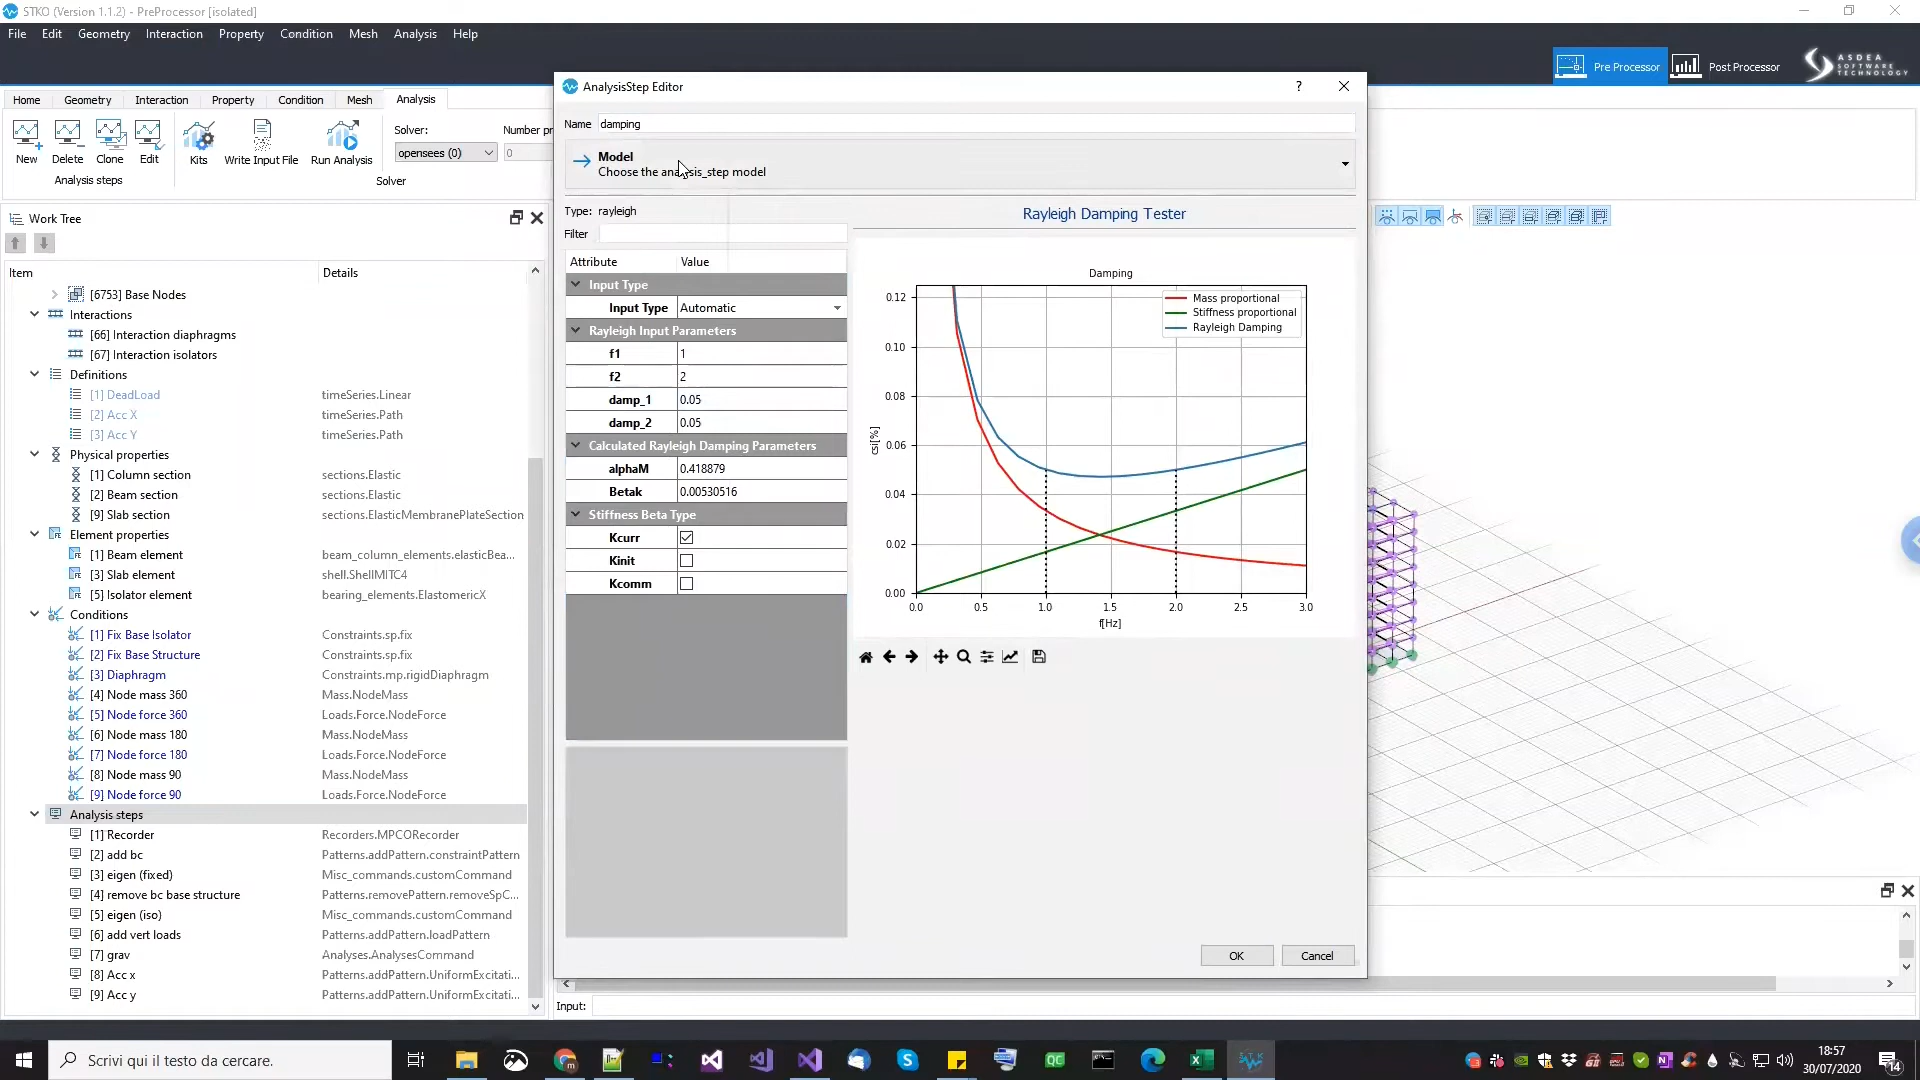 STKO (Version 1.1.2) - PreProcessor [isolated]
File Edit Geometry Interaction Property Condition Mesh Analysis Help
Pre Processor Post Processor ASDEA SOFTWARE TECHNOLOGY
Home Geometry Interaction Property Condition Mesh Analysis
New Delete Clone Edit Kits Write Input File Run Analysis
Solver: Number pr
opensees (0) 0
Analysis steps Solver
Work Tree
Item Details
[6753] Base Nodes
Interactions
[66] Interaction diaphragms
[67] Interaction isolators
Definitions
[1] DeadLoad timeSeries.Linear
[2] Acc X timeSeries.Path
[3] Acc Y timeSeries.Path
Physical properties
[1] Column section sections.Elastic
[2] Beam section sections.Elastic
[9] Slab section sections.ElasticMembranePlateSection
Element properties
[1] Beam element beam_column_elements.elasticBea...
[3] Slab element shell.ShellMITC4
[5] Isolator element bearing_elements.ElastomericX
Conditions
[1] Fix Base Isolator Constraints.sp.fix
[2] Fix Base Structure Constraints.sp.fix
[3] Diaphragm Constraints.mp.rigidDiaphragm
[4] Node mass 360 Mass.NodeMass
[5] Node force 360 Loads.Force.NodeForce
[6] Node mass 180 Mass.NodeMass
[7] Node force 180 Loads.Force.NodeForce
[8] Node mass 90 Mass.NodeMass
[9] Node force 90 Loads.Force.NodeForce
Analysis steps
[1] Recorder Recorders.MPCORecorder
[2] add bc Patterns.addPattern.constraintPattern
[3] eigen (fixed) Misc_commands.customCommand
[4] remove bc base structure Patterns.removePattern.removeSpC...
[5] eigen (iso) Misc_commands.customCommand
[6] add vert loads Patterns.addPattern.loadPattern
[7] grav Analyses.AnalysesCommand
[8] Acc x Patterns.addPattern.UniformExcitati...
[9] Acc y Patterns.addPattern.UniformExcitati...
AnalysisStep Editor
?
Name damping
Model
Choose the analysis_step model
Type: rayleigh
Filter
Attribute Value
Input Type
Input Type Automatic
Rayleigh Input Parameters
f1 1
f2 2
damp_1 0.05
damp_2 0.05
Calculated Rayleigh Damping Parameters
alphaM 0.418879
Betak 0.00530516
Stiffness Beta Type
Kcurr
Kinit
Kcomm
Rayleigh Damping Tester
Damping
Mass proportional
Stiffness proportional
Rayleigh Damping
0.12
0.10
0.08
0.06
0.04
0.02
0.00
csi[%]
0.0 0.5 1.0 1.5 2.0 2.5 3.0
f[Hz]
OK Cancel
Input:
Scrivi qui il testo da cercare.
QC
18:57
30/07/2020
14